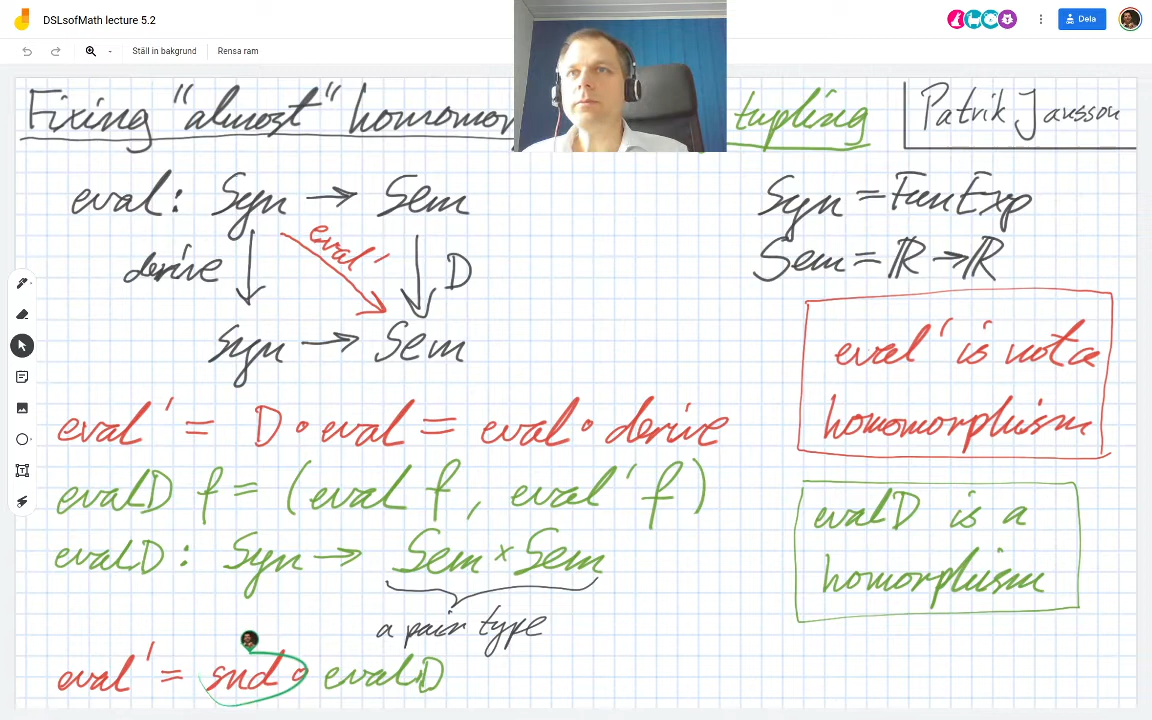 DSLsofMath lecture 5.2
Dela
Ställ in bakgrund Rensa ram
Fixing "almost" homomor tupling Patrik Jansson
eval: Syn → Sem
Syn = FunExp
eval'
derive D
Sem = ℝ → ℝ
Syn → Sem
eval' is not a
homomorphism
eval' = D ∘ eval = eval ∘ derive
evalD f = (eval f, eval' f)
evalD is a
homorphism
evalD: Syn → Sem × Sem
a pair type
eval' = snd ∘ evalD